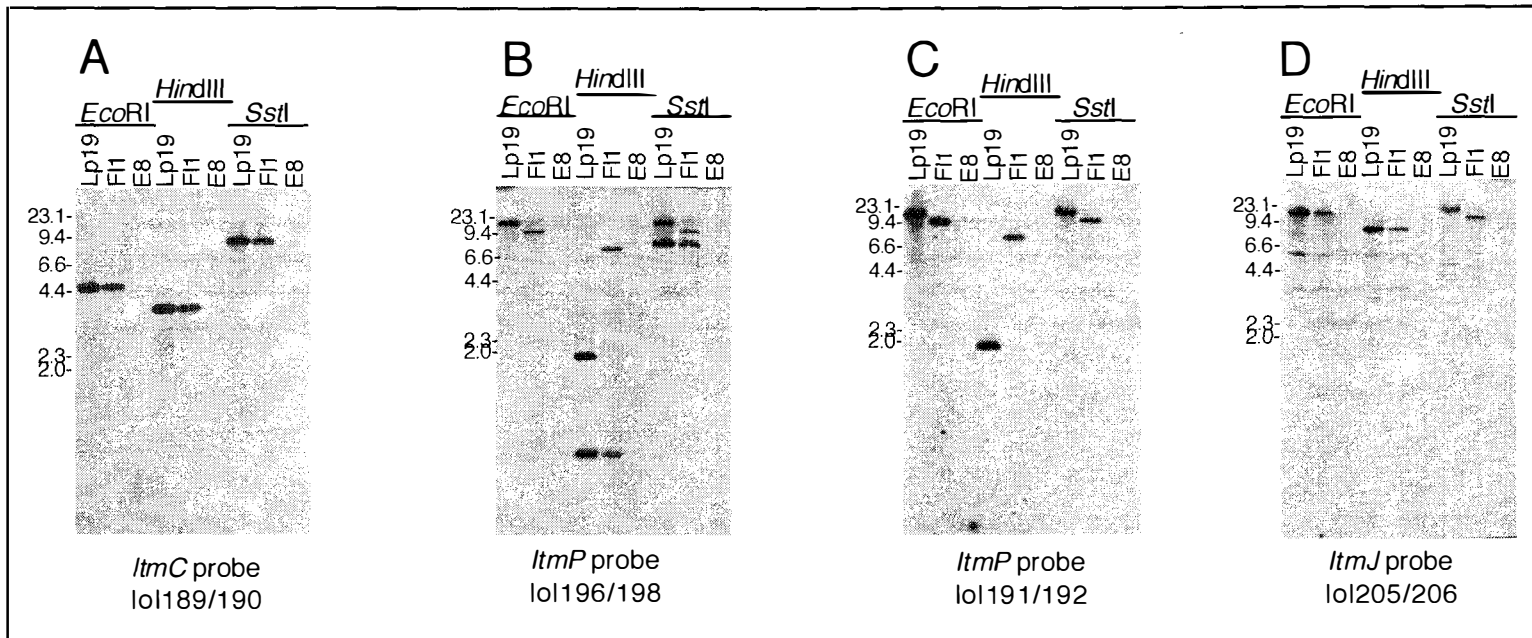 A
B
C
D
HindIII
EcoRI
SstI
Lp19
Fl1
E8
Lp19
Fl1
E8
Lp19
Fl1
E8
23.1-
9.4-
6.6-
4.4-
2.3-
2.0-
ltmC probe
lol189/190
HindIII
EcoRI
SstI
Lp19
Fl1
E8
Lp19
Fl1
E8
Lp19
Fl1
E8
23.1-
9.4-
6.6-
4.4-
2.3-
2.0-
ltmP probe
lol196/198
HindIII
EcoRI
SstI
Lp19
Fl1
E8
Lp19
Fl1
E8
Lp19
Fl1
E8
23.1-
9.4-
6.6-
4.4-
2.3-
2.0-
ltmP probe
lol191/192
HindIII
EcoRI
SstI
Lp19
Fl1
E8
Lp19
Fl1
E8
Lp19
Fl1
E8
23.1-
9.4-
6.6-
4.4-
2.3-
2.0-
ltmJ probe
lol205/206